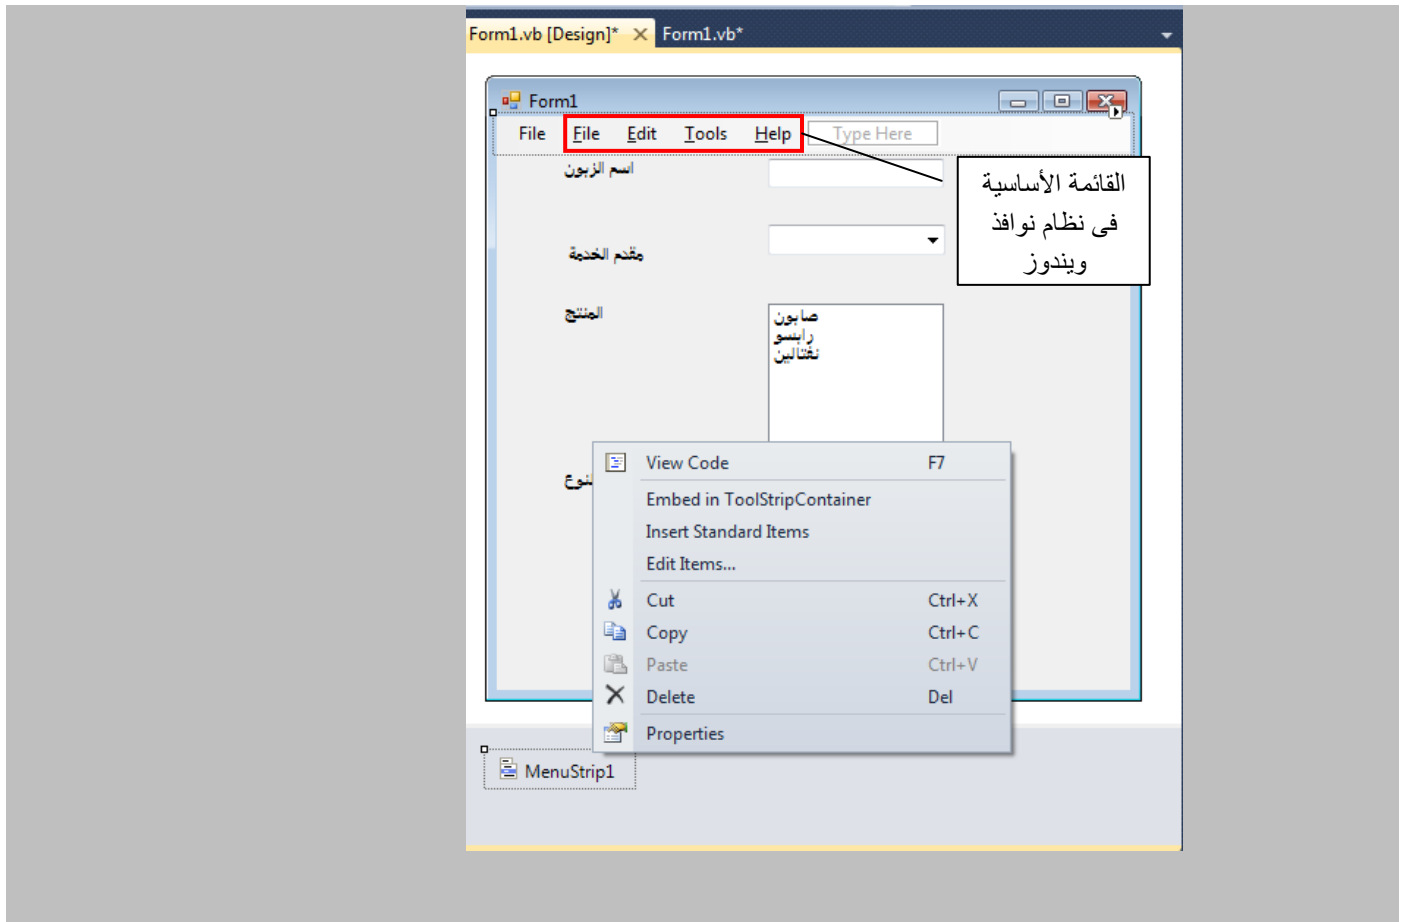 Form1.vb [Design]* Form1.vb*
Form1
File File Edit Tools Help Type Here
القائمة الأساسية
فى نظام نوافذ
ويندوز
اسم الزبون
مقدم الخدمة
المنتج
صابون
رابسو
نفتالين
لنوع
View Code F7
Embed in ToolStripContainer
Insert Standard Items
Edit Items...
Cut Ctrl+X
Copy Ctrl+C
Paste Ctrl+V
Delete Del
Properties
MenuStrip1